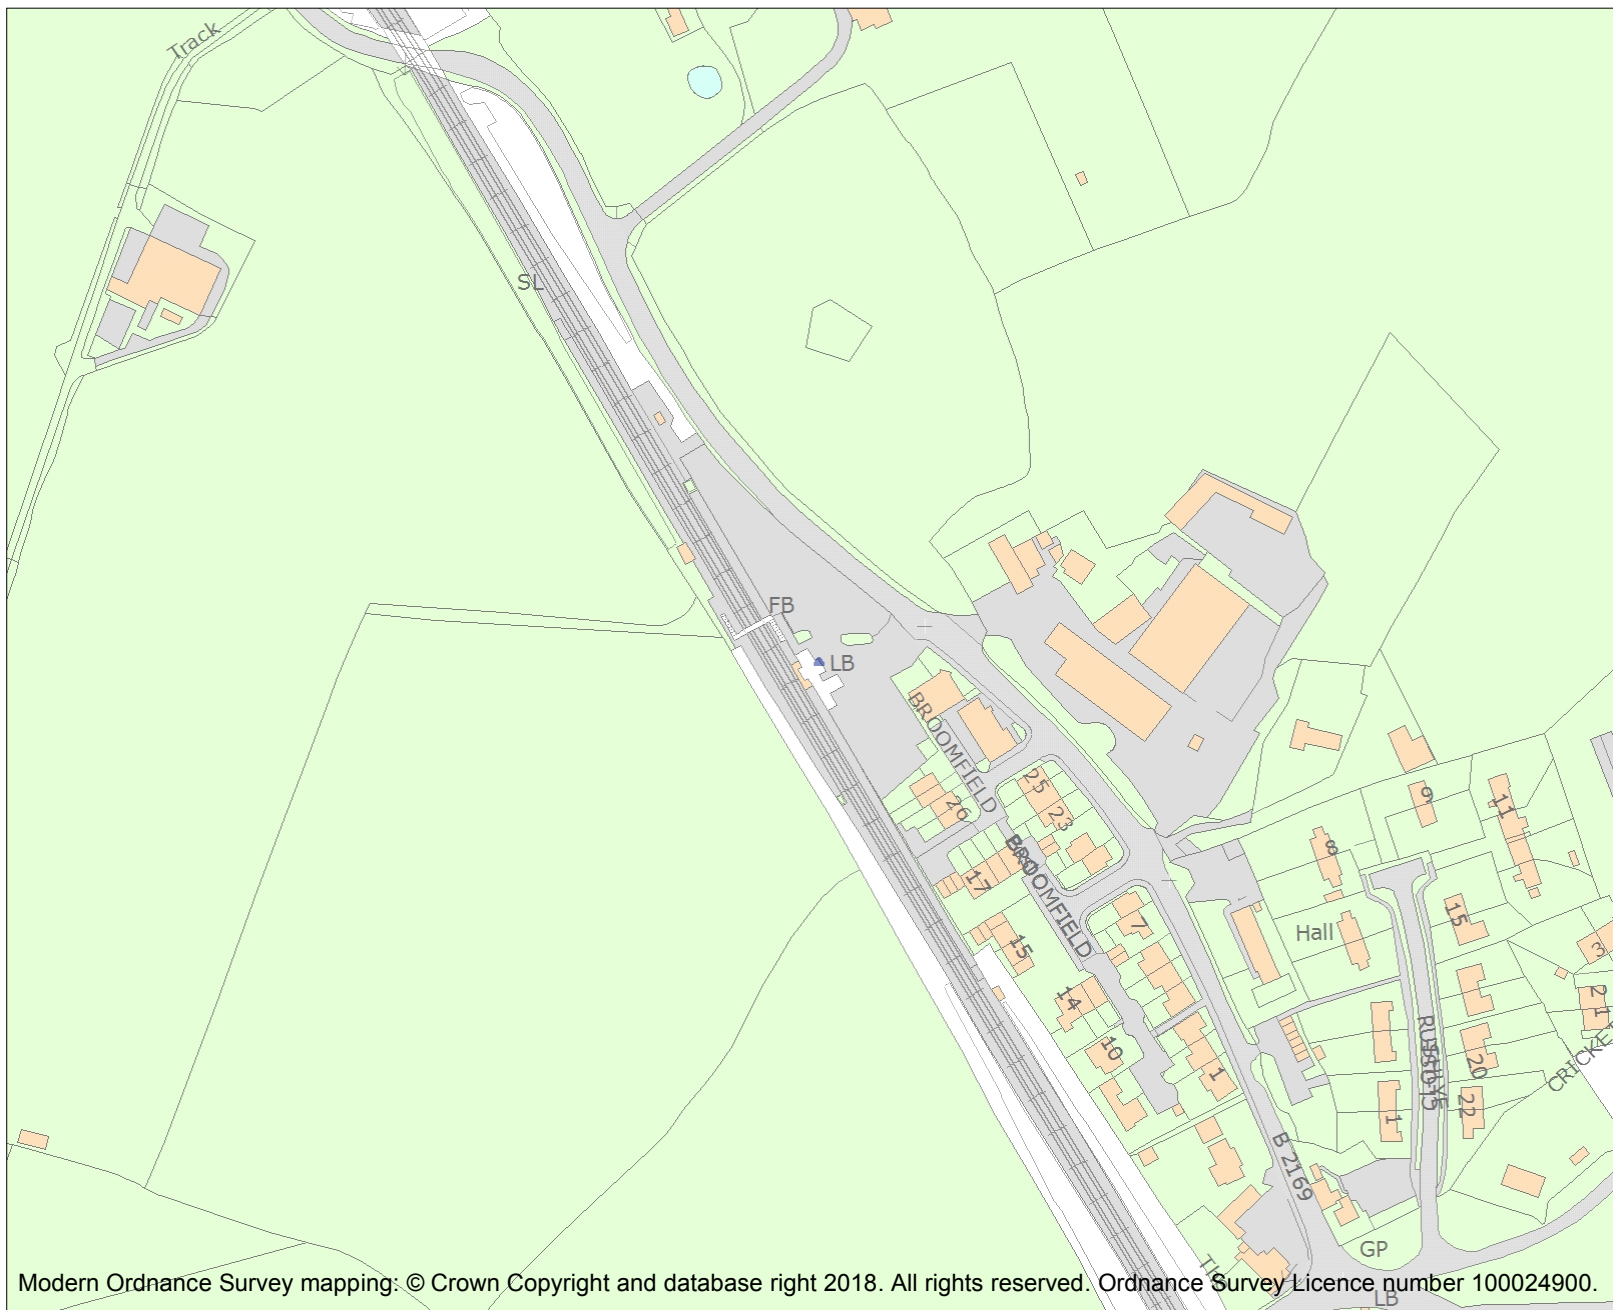 Track
SL
FB
LB
BROOMFIELD
25
23
26
17
BROOMFIELD
15
14
10
7
1
9
11
8
15
Hall
3
21
20
22
1
CRICKE
B 2169
GP
LB
Modern Ordnance Survey mapping: © Crown Copyright and database right 2018. All rights reserved. Ordnance Survey Licence number 100024900.